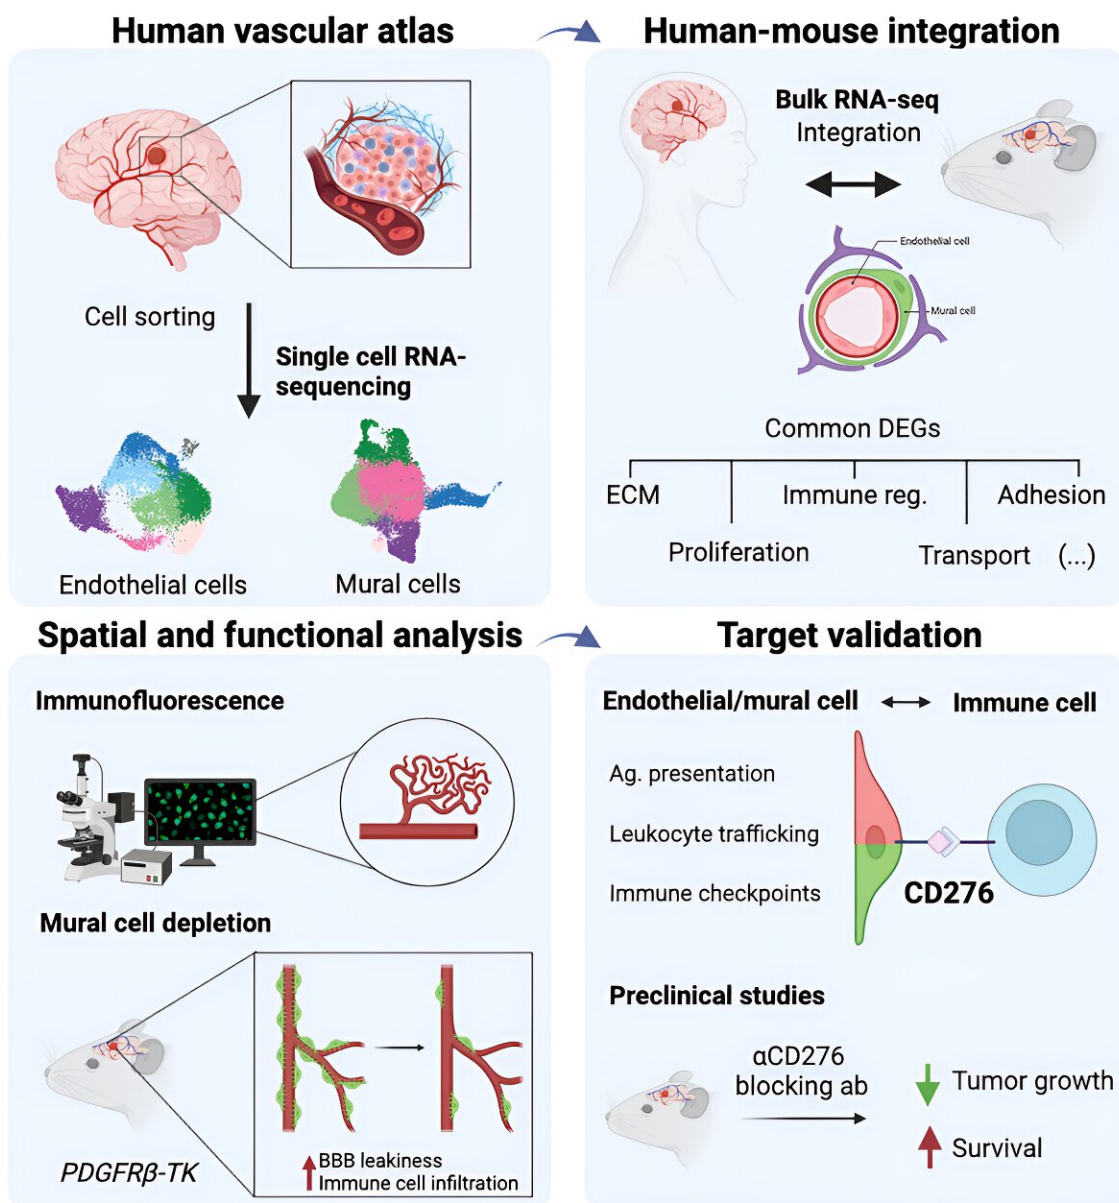 Human vascular atlas
Cell sorting
Single cell RNA-
sequencing
Endothelial cells
Mural cells
Human-mouse integration
Bulk RNA-seq
Integration
Endothelial cell
Mural cell
Common DEGs
ECM
Immune reg.
Adhesion
Proliferation
Transport
(...)
Spatial and functional analysis
Immunofluorescence
Mural cell depletion
PDGFRβ-TK
BBB leakiness
Immune cell infiltration
Target validation
Endothelial/mural cell
Immune cell
Ag. presentation
Leukocyte trafficking
Immune checkpoints
CD276
Preclinical studies
αCD276
blocking ab
Tumor growth
Survival